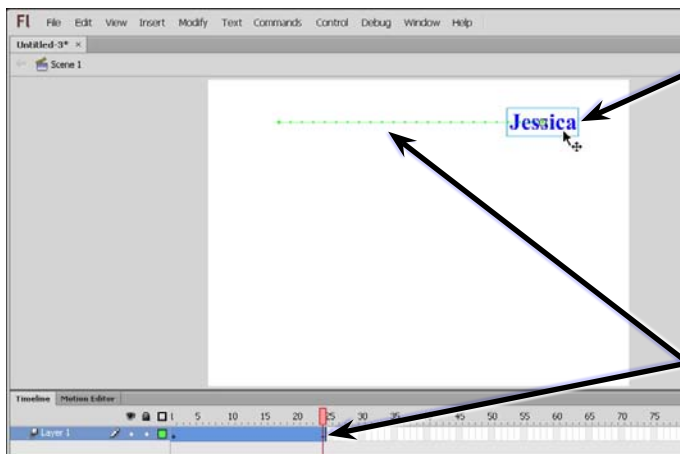 Fl File Edit View Insert Modify Text Commands Control Debug Window Help
Untitled-3* ×
Scene 1
Jessica
Timeline Motion Editor
1 5 10 15 20 25 30 45 50 55 60 65 70 75
Layer 1